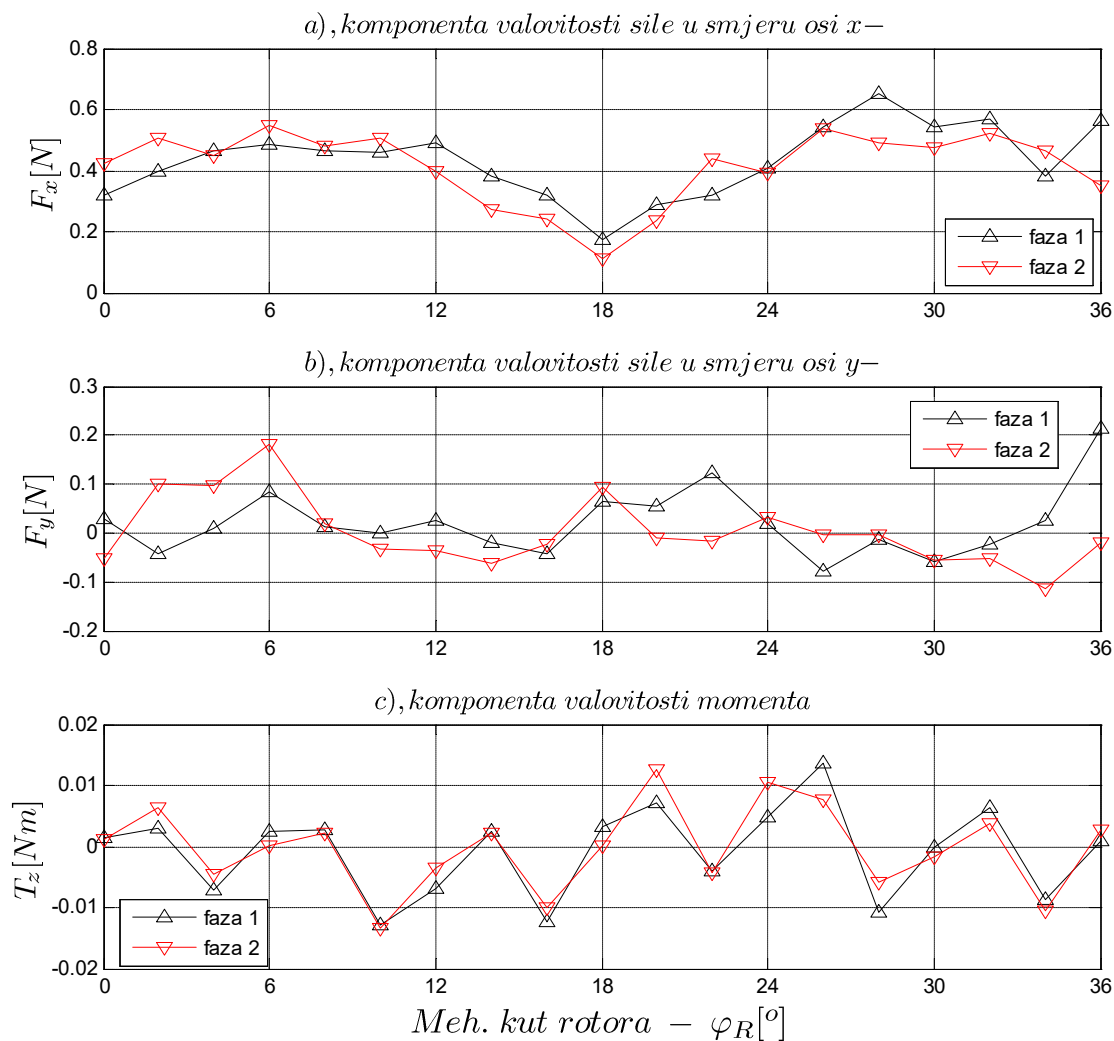 a), komponenta valovitosti sile u smjeru osi x−
F_x[N]
0.8
0.6
0.4
0.2
0
0 6 12 18 24 30 36
faza 1
faza 2
b), komponenta valovitosti sile u smjeru osi y−
F_y[N]
0.3
0.2
0.1
0
-0.1
-0.2
0 6 12 18 24 30 36
faza 1
faza 2
c), komponenta valovitosti momenta
T_z[Nm]
0.02
0.01
0
-0.01
-0.02
0 6 12 18 24 30 36
faza 1
faza 2
Meh. kut rotora − φ_R[°]